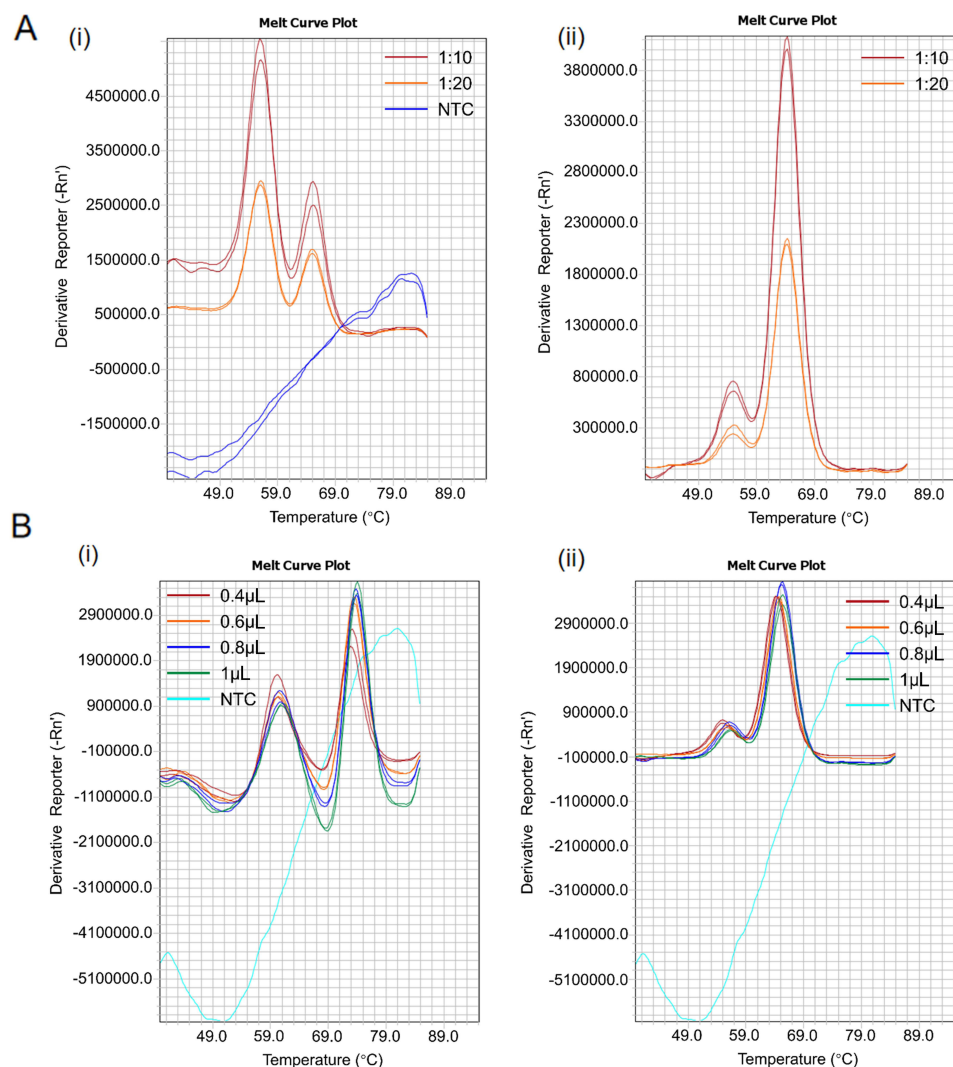 A
(i)
Melt Curve Plot
1:10
1:20
NTC
4500000.0
3500000.0
2500000.0
1500000.0
500000.0
-500000.0
-1500000.0
Derivative Reporter (-Rn')
49.0 59.0 69.0 79.0 89.0
Temperature (°C)
(ii)
Melt Curve Plot
1:10
1:20
3800000.0
3300000.0
2800000.0
2300000.0
1800000.0
1300000.0
800000.0
300000.0
Derivative Reporter (-Rn')
49.0 59.0 69.0 79.0 89.0
Temperature (°C)
B
(i)
Melt Curve Plot
0.4µL
0.6µL
0.8µL
1µL
NTC
2900000.0
1900000.0
900000.0
-100000.0
-1100000.0
-2100000.0
-3100000.0
-4100000.0
-5100000.0
Derivative Reporter (-Rn')
49.0 59.0 69.0 79.0 89.0
Temperature (°C)
(ii)
Melt Curve Plot
0.4µL
0.6µL
0.8µL
1µL
NTC
2900000.0
1900000.0
900000.0
-100000.0
-1100000.0
-2100000.0
-3100000.0
-4100000.0
-5100000.0
Derivative Reporter (-Rn')
49.0 59.0 69.0 79.0 89.0
Temperature (°C)